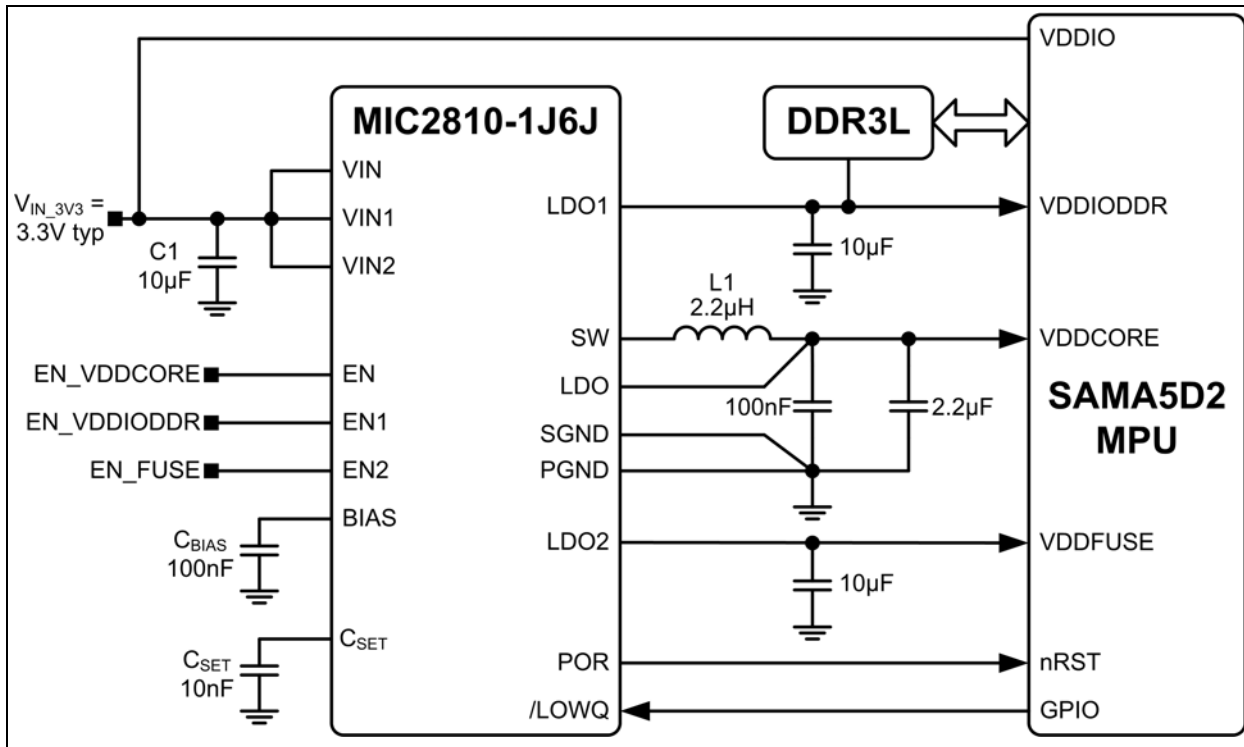 VDDIO
MIC2810-1J6J
DDR3L
VIN
V_IN_3V3 =
3.3V typ
VIN1
LDO1
VDDIODDR
C1
10µF
VIN2
10µF
L1
2.2µH
SW
VDDCORE
EN_VDDCORE
EN
LDO
100nF
2.2µF
SAMA5D2
MPU
EN_VDDIODDR
EN1
SGND
EN_FUSE
EN2
PGND
BIAS
C_BIAS
100nF
LDO2
VDDFUSE
10µF
C_SET
C_SET
10nF
POR
nRST
/LOWQ
GPIO